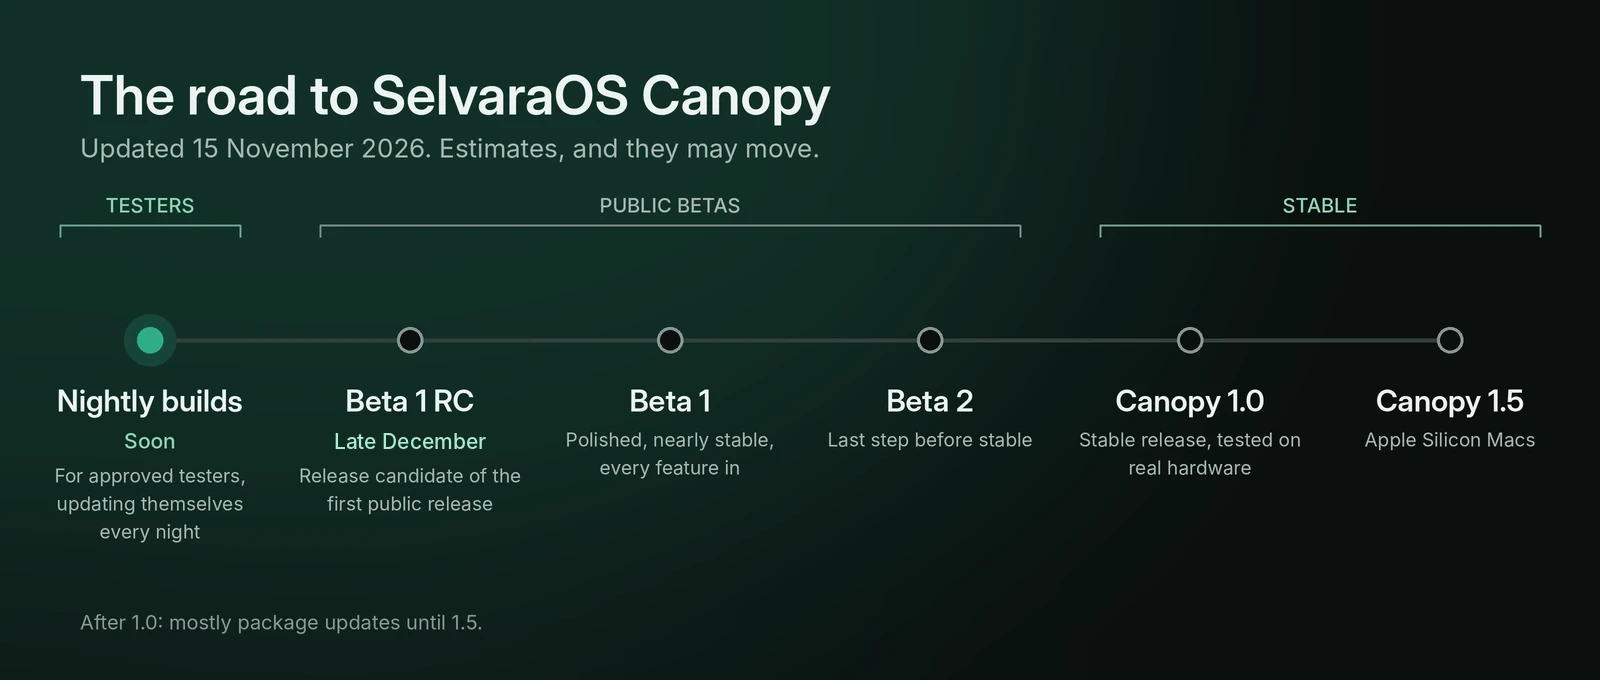 The road to SelvaraOS Canopy
Updated 15 November 2026. Estimates, and they may move.
TESTERS
PUBLIC BETAS
STABLE
Nightly builds
Soon
For approved testers,
updating themselves
every night
Beta 1 RC
Late December
Release candidate of the
first public release
Beta 1
Polished, nearly stable,
every feature in
Beta 2
Last step before stable
Canopy 1.0
Stable release, tested on
real hardware
Canopy 1.5
Apple Silicon Macs
After 1.0: mostly package updates until 1.5.